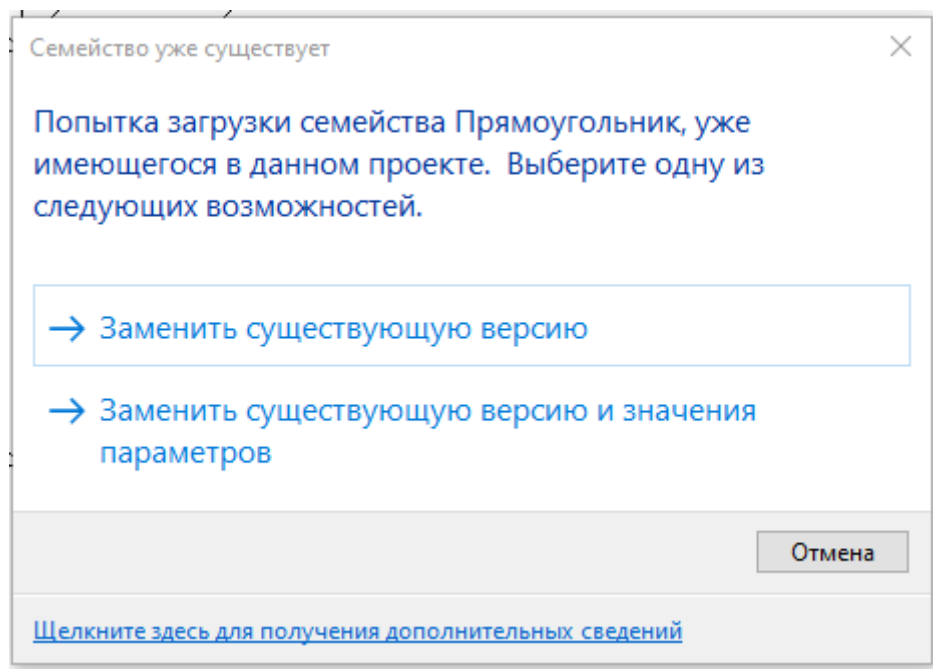 Семейство уже существует
Попытка загрузки семейства Прямоугольник, уже
имеющегося в данном проекте. Выберите одну из
следующих возможностей.
Заменить существующую версию
Заменить существующую версию и значения
параметров
Отмена
Щелкните здесь для получения дополнительных сведений